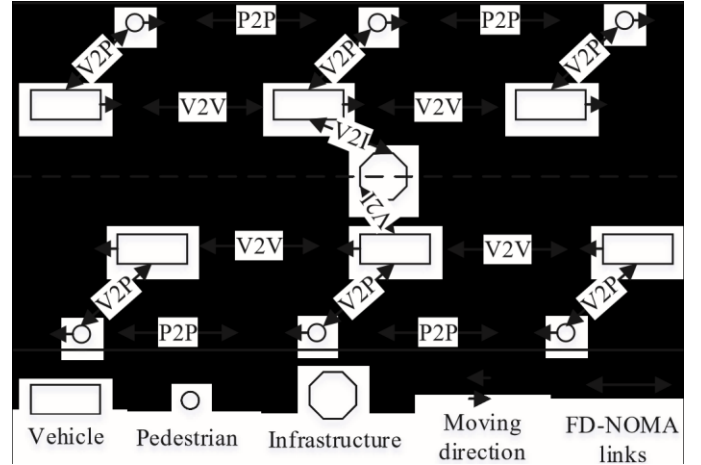 P2P
P2P
V2P
V2P
V2P
V2V
V2V
V2I
V2I
V2V
V2V
V2P
V2P
V2P
P2P
P2P
Vehicle
Pedestrian
Infrastructure
Moving
direction
FD-NOMA
links